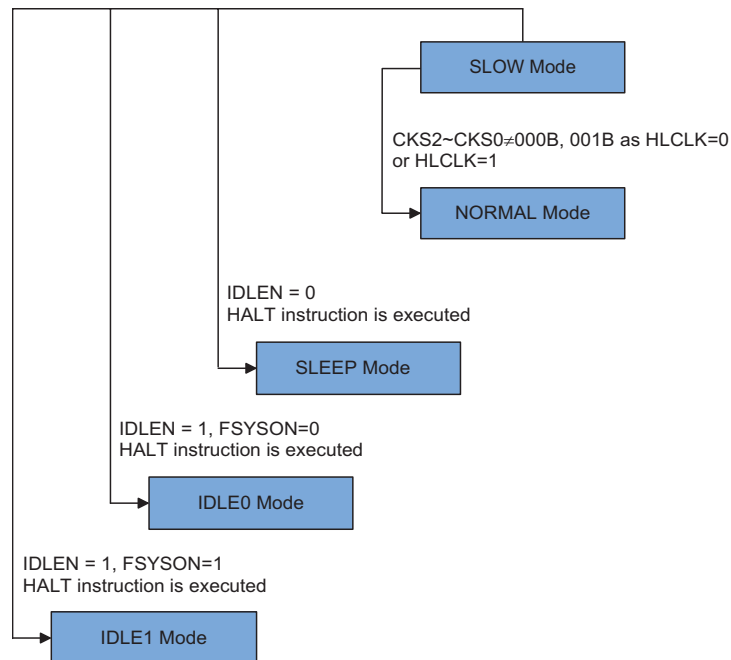 SLOW Mode
CKS2~CKS0≠000B, 001B as HLCLK=0
or HLCLK=1
NORMAL Mode
IDLEN = 0
HALT instruction is executed
SLEEP Mode
IDLEN = 1, FSYSON=0
HALT instruction is executed
IDLE0 Mode
IDLEN = 1, FSYSON=1
HALT instruction is executed
IDLE1 Mode